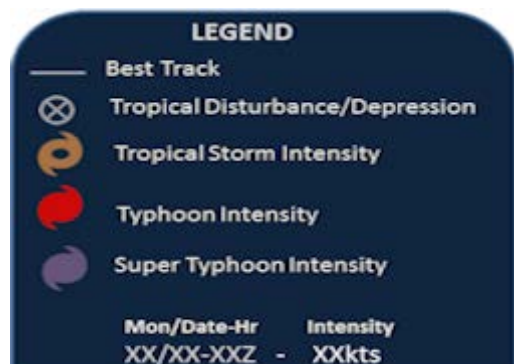 LEGEND
Best Track
Tropical Disturbance/Depression
Tropical Storm Intensity
Typhoon Intensity
Super Typhoon Intensity
Mon/Date-Hr Intensity
XX/XX-XXZ - XXkts